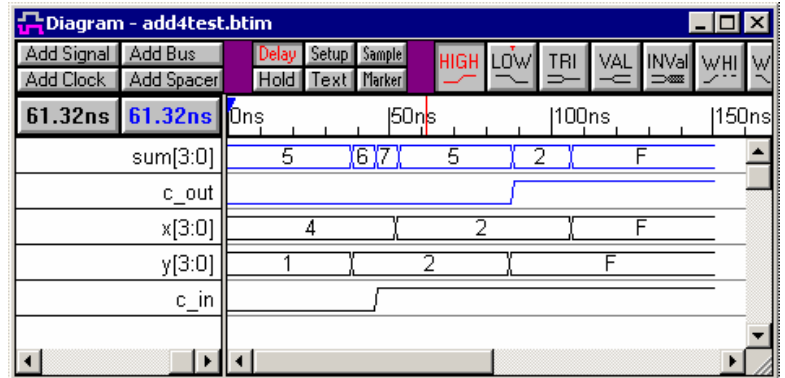 Diagram - add4test.btim
Add Signal Add Bus Delay Setup Sample HIGH LOW TRI VAL INVal WHI W
Add Clock Add Spacer Hold Text Marker
61.32ns 61.32ns 0ns 50ns 100ns 150ns
sum[3:0] 5 6 7 5 2 F
c_out
x[3:0] 4 2 F
y[3:0] 1 2 F
c_in